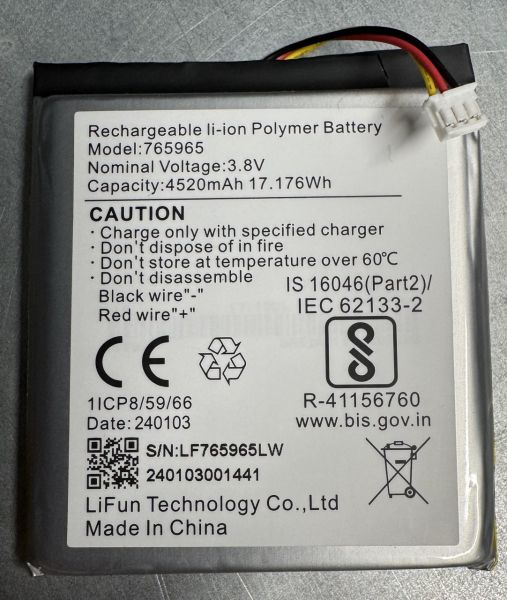 Rechargeable li-ion Polymer Battery
Model:765965
Nominal Voltage:3.8V
Capacity:4520mAh 17.176Wh
CAUTION
· Charge only with specified charger
· Don't dispose of in fire
· Don't store at temperature over 60℃
· Don't disassemble
Black wire"-"
Red wire"+"
IS 16046(Part2)/
IEC 62133-2
CE
1ICP8/59/66
Date: 240103
R-41156760
www.bis.gov.in
S/N:LF765965LW
240103001441
LiFun Technology Co.,Ltd
Made In China